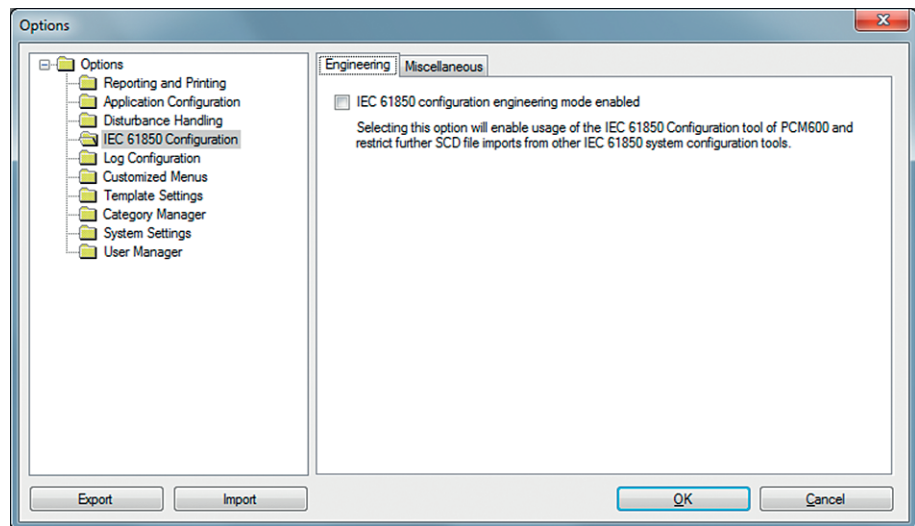 Options
Options
Reporting and Printing
Application Configuration
Disturbance Handling
IEC 61850 Configuration
Log Configuration
Customized Menus
Template Settings
Category Manager
System Settings
User Manager
Engineering
Miscellaneous
IEC 61850 configuration engineering mode enabled
Selecting this option will enable usage of the IEC 61850 Configuration tool of PCM600 and
restrict further SCD file imports from other IEC 61850 system configuration tools.
Export
Import
OK
Cancel